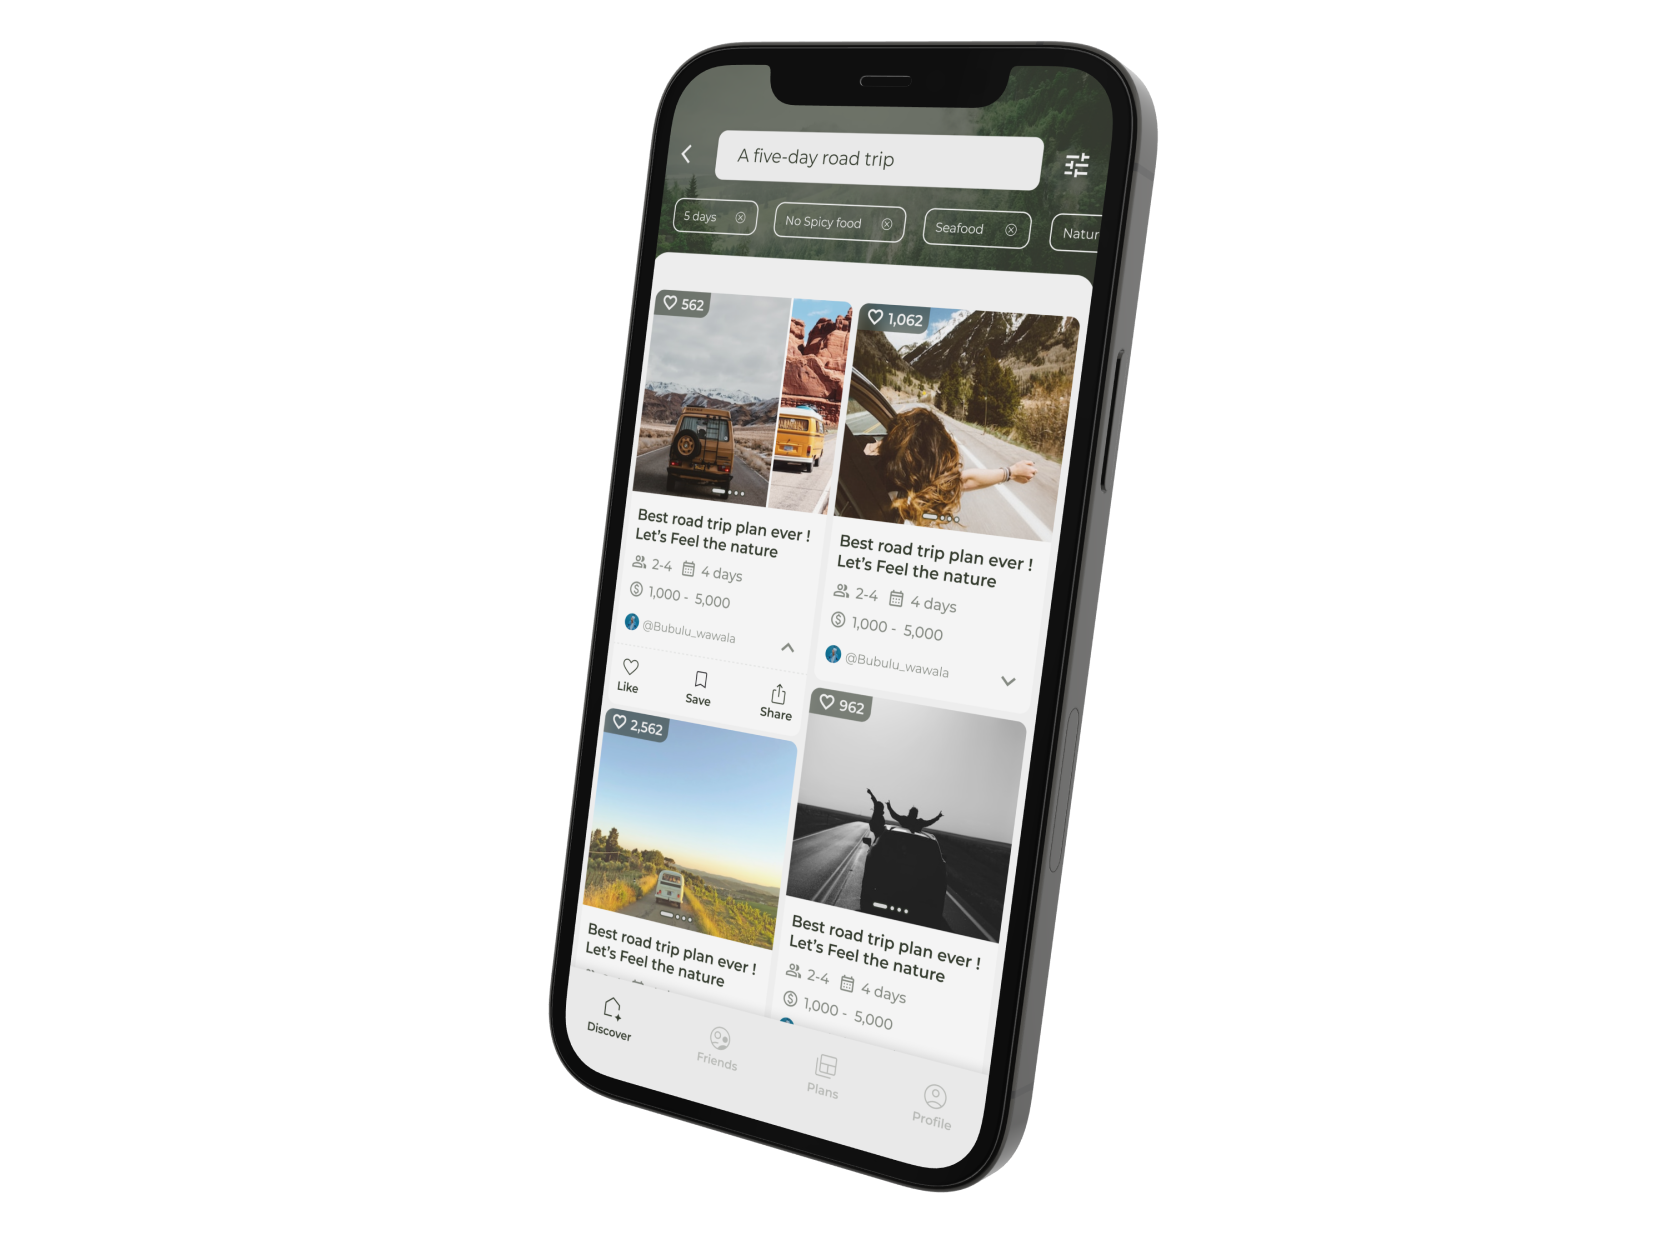 A five-day road trip
5 days
No Spicy food
Seafood
Natur
562
1,062
Best road trip plan ever !
Let's Feel the nature
2-4
4 days
1,000 - 5,000
@Bubulu_wawala
Like
Save
Share
Best road trip plan ever !
Let's Feel the nature
2-4
4 days
1,000 - 5,000
@Bubulu_wawala
2,562
Best road trip plan ever !
Let's Feel the nature
962
Best road trip plan ever !
Let's Feel the nature
2-4
4 days
1,000 - 5,000
Discover
Friends
Plans
Profile